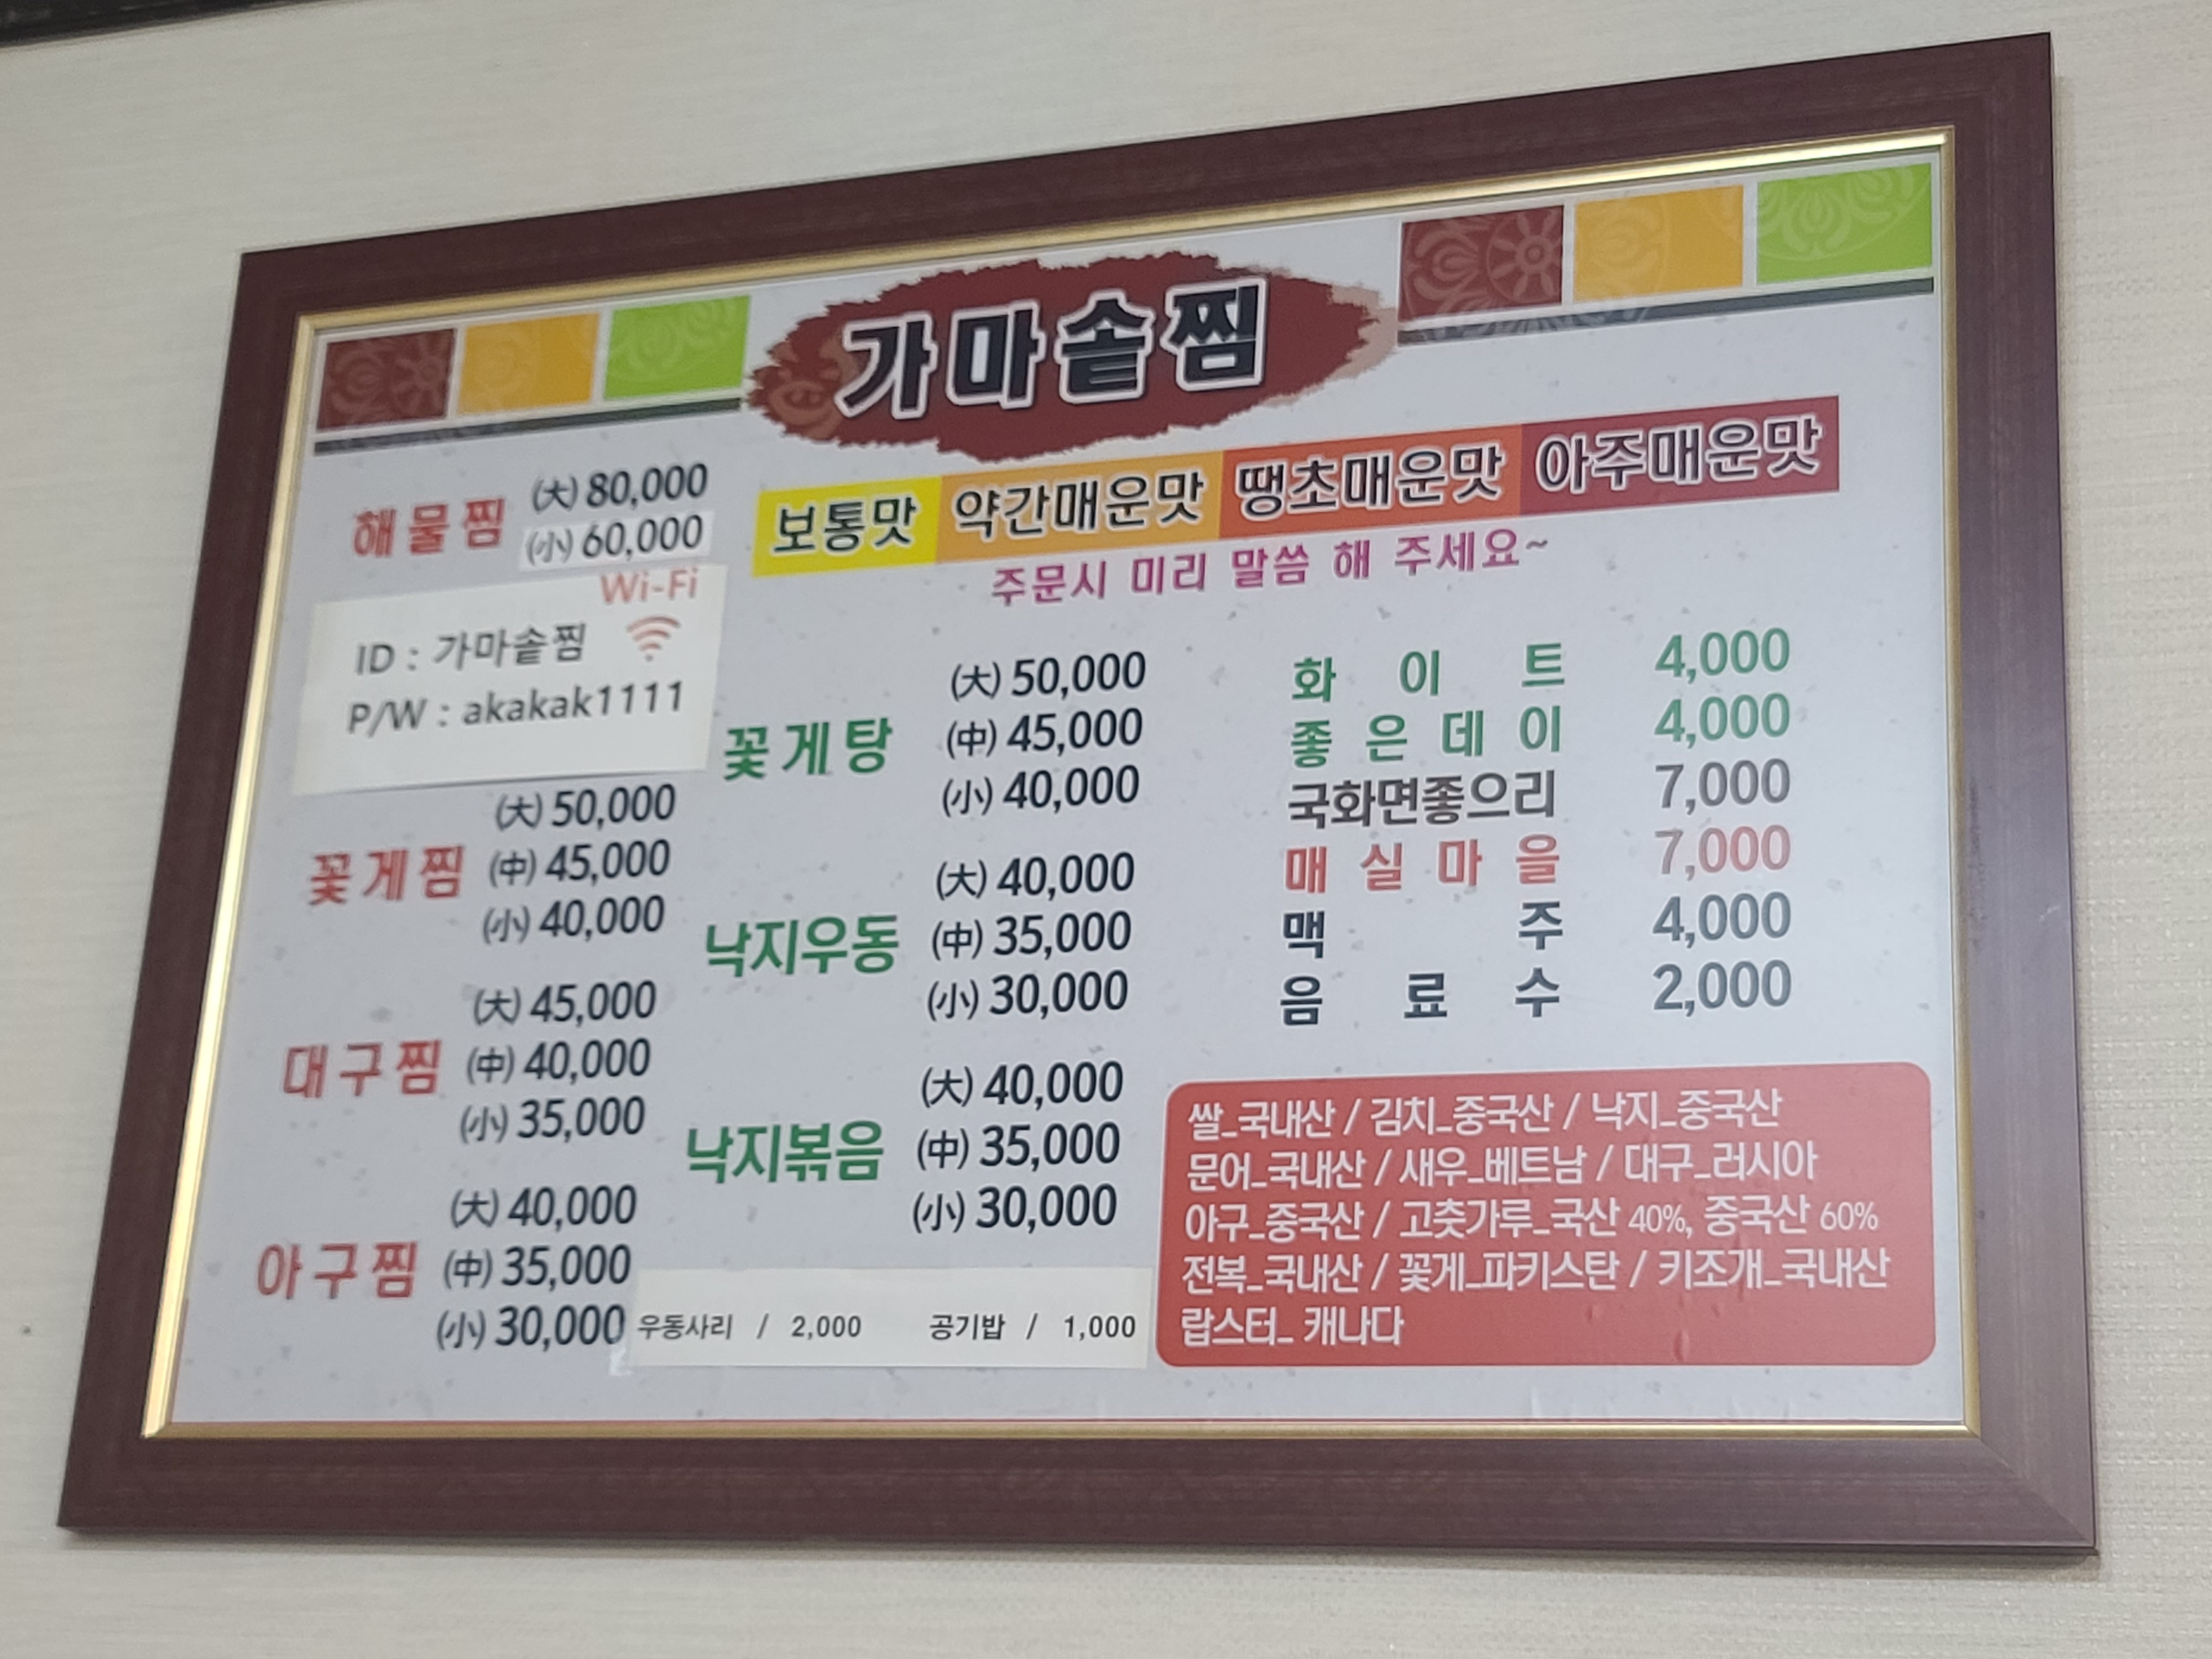 가마솥찜
보통맛 약간매운맛 땡초매운맛 아주매운맛
주문시 미리 말씀 해 주세요~
해물찜 (大) 80,000
(小) 60,000
Wi-Fi
ID : 가마솥찜
P/W : akakak1111
꽃게찜 (大) 50,000
(中) 45,000
(小) 40,000
대구찜 (大) 45,000
(中) 40,000
(小) 35,000
아구찜 (大) 40,000
(中) 35,000
(小) 30,000
꽃게탕 (大) 50,000
(中) 45,000
(小) 40,000
낙지우동 (大) 40,000
(中) 35,000
(小) 30,000
낙지볶음 (大) 40,000
(中) 35,000
(小) 30,000
우동사리 / 2,000 공기밥 / 1,000
화이트 4,000
좋은데이 4,000
국화면좋으리 7,000
매실마을 7,000
맥주 4,000
음료수 2,000
쌀_국내산 / 김치_중국산 / 낙지_중국산
문어_국내산 / 새우_베트남 / 대구_러시아
아구_중국산 / 고춧가루_국산 40%, 중국산 60%
전복_국내산 / 꽃게_파키스탄 / 키조개_국내산
랍스터_ 캐나다